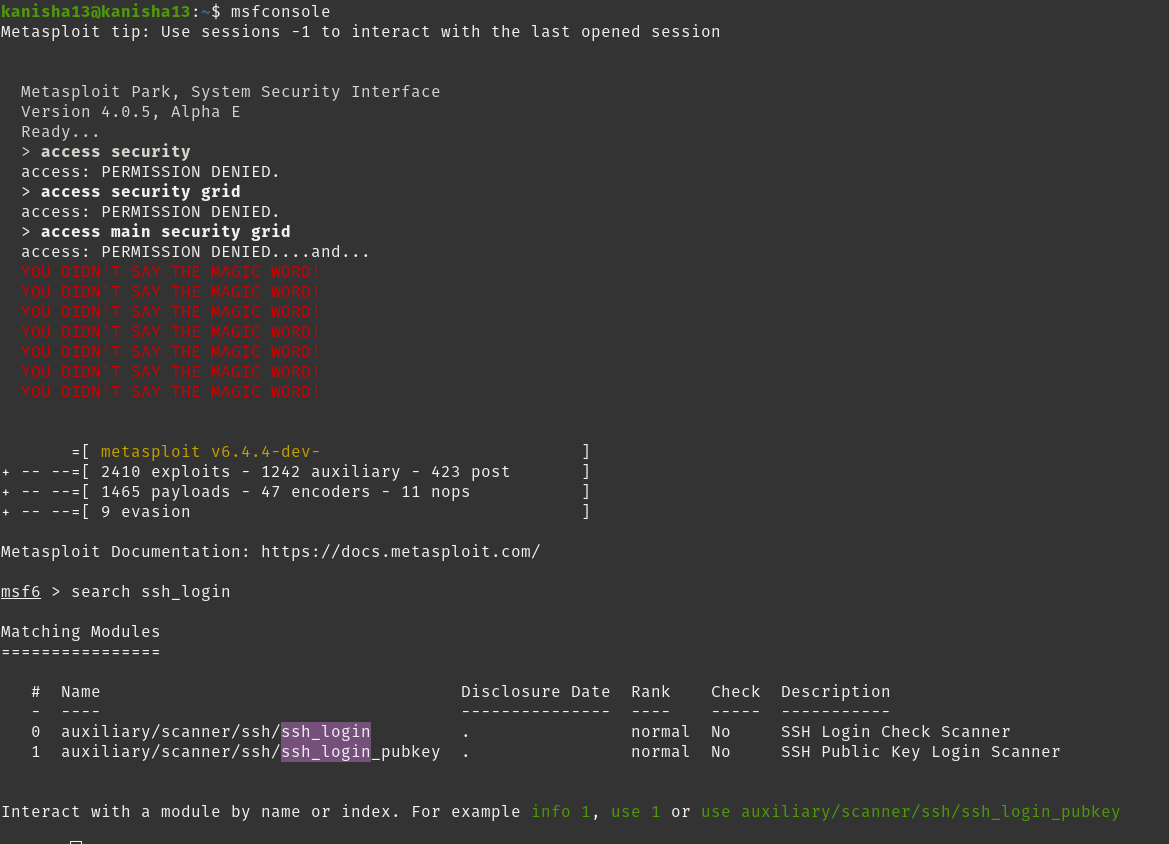 kanisha13@kanisha13:~$ msfconsole
Metasploit tip: Use sessions -1 to interact with the last opened session
Metasploit Park, System Security Interface
Version 4.0.5, Alpha E
Ready...
> access security
access: PERMISSION DENIED.
> access security grid
access: PERMISSION DENIED.
> access main security grid
access: PERMISSION DENIED....and...
YOU DIDN'T SAY THE MAGIC WORD!
YOU DIDN'T SAY THE MAGIC WORD!
YOU DIDN'T SAY THE MAGIC WORD!
YOU DIDN'T SAY THE MAGIC WORD!
YOU DIDN'T SAY THE MAGIC WORD!
YOU DIDN'T SAY THE MAGIC WORD!
YOU DIDN'T SAY THE MAGIC WORD!
       =[ metasploit v6.4.4-dev-                          ]
+ -- --=[ 2410 exploits - 1242 auxiliary - 423 post       ]
+ -- --=[ 1465 payloads - 47 encoders - 11 nops           ]
+ -- --=[ 9 evasion                                       ]
Metasploit Documentation: https://docs.metasploit.com/
msf6 > search ssh_login
Matching Modules
================
   #  Name                                    Disclosure Date  Rank    Check  Description
   -  ----                                    ---------------  ----    -----  -----------
   0  auxiliary/scanner/ssh/ssh_login         .                normal  No     SSH Login Check Scanner
   1  auxiliary/scanner/ssh/ssh_login_pubkey  .                normal  No     SSH Public Key Login Scanner
Interact with a module by name or index. For example info 1, use 1 or use auxiliary/scanner/ssh/ssh_login_pubkey